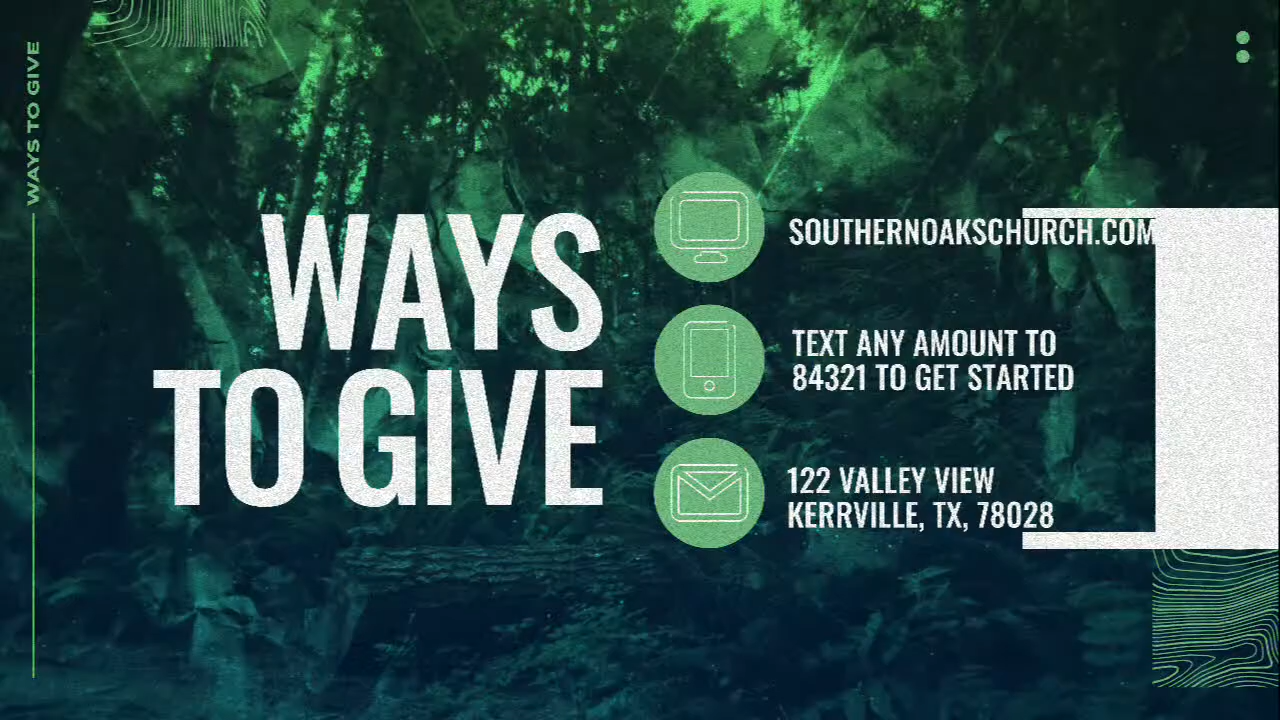 WAYS TO GIVE
WAYS
TO GIVE
SOUTHERNOAKSCHURCH.COM
TEXT ANY AMOUNT TO
84321 TO GET STARTED
122 VALLEY VIEW
KERRVILLE, TX, 78028